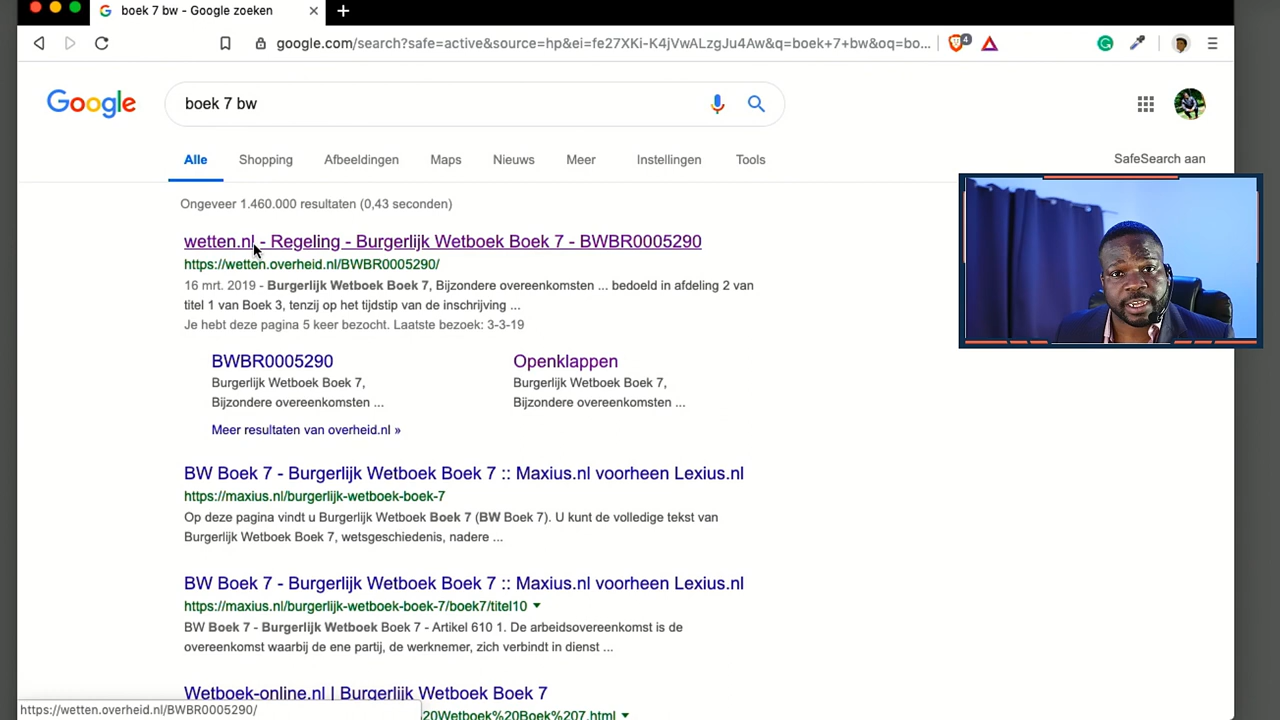 boek 7 bw - Google zoeken
google.com/search?safe=active&source=hp&ei=fe27XKi-K4jVwALzgJu4Aw&q=boek+7+bw&oq=bo...
4
Google
boek 7 bw
Alle Shopping Afbeeldingen Maps Nieuws Meer Instellingen Tools
SafeSearch aan
Ongeveer 1.460.000 resultaten (0,43 seconden)
wetten.nl - Regeling - Burgerlijk Wetboek Boek 7 - BWBR0005290
https://wetten.overheid.nl/BWBR0005290/
16 mrt. 2019 - Burgerlijk Wetboek Boek 7, Bijzondere overeenkomsten ... bedoeld in afdeling 2 van
titel 1 van Boek 3, tenzij op het tijdstip van de inschrijving ...
Je hebt deze pagina 5 keer bezocht. Laatste bezoek: 3-3-19
BWBR0005290
Burgerlijk Wetboek Boek 7,
Bijzondere overeenkomsten ...
Openklappen
Burgerlijk Wetboek Boek 7,
Bijzondere overeenkomsten ...
Meer resultaten van overheid.nl »
BW Boek 7 - Burgerlijk Wetboek Boek 7 :: Maxius.nl voorheen Lexius.nl
https://maxius.nl/burgerlijk-wetboek-boek-7
Op deze pagina vindt u Burgerlijk Wetboek Boek 7 (BW Boek 7). U kunt de volledige tekst van
Burgerlijk Wetboek Boek 7, wetsgeschiedenis, nadere ...
BW Boek 7 - Burgerlijk Wetboek Boek 7 :: Maxius.nl voorheen Lexius.nl
https://maxius.nl/burgerlijk-wetboek-boek-7/boek7/titel10
BW Boek 7 - Burgerlijk Wetboek Boek 7 - Artikel 610 1. De arbeidsovereenkomst is de
overeenkomst waarbij de ene partij, de werknemer, zich verbindt in dienst ...
Wetboek-online.nl | Burgerlijk Wetboek Boek 7
20Wetboek%20Boek%207.html
https://wetten.overheid.nl/BWBR0005290/